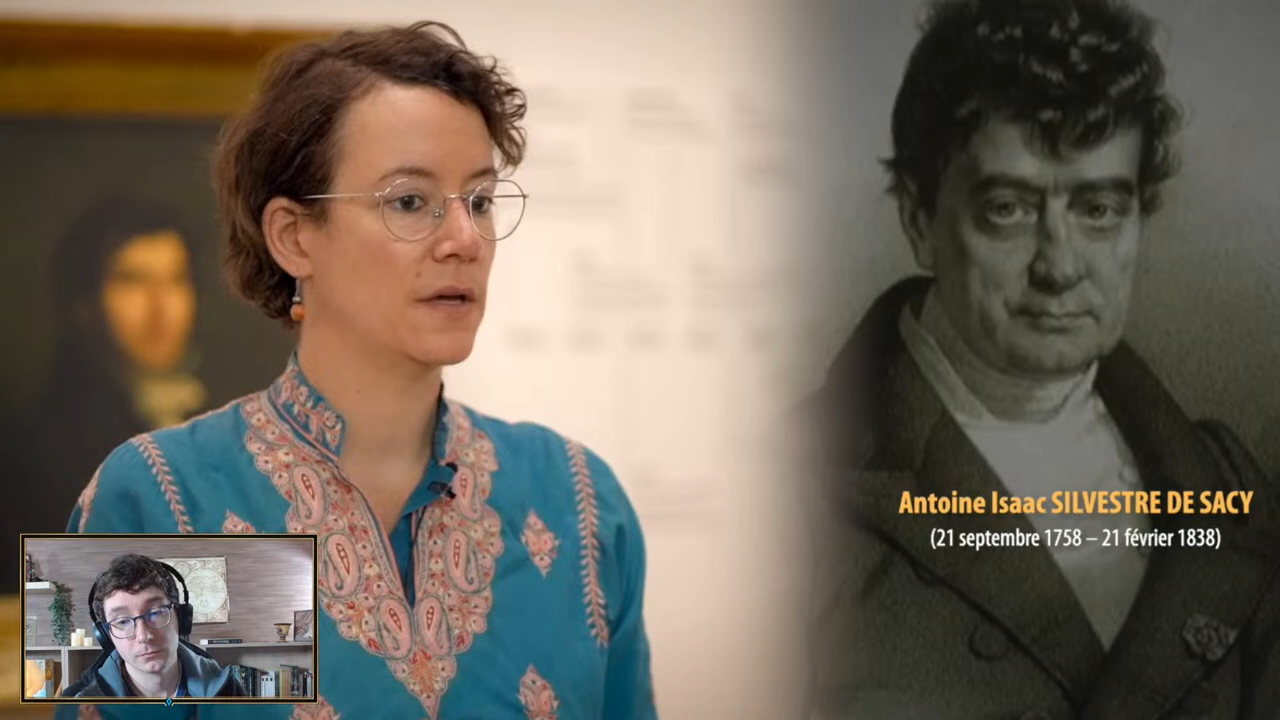 Antoine Isaac SILVESTRE DE SACY
(21 septembre 1758 – 21 février 1838)